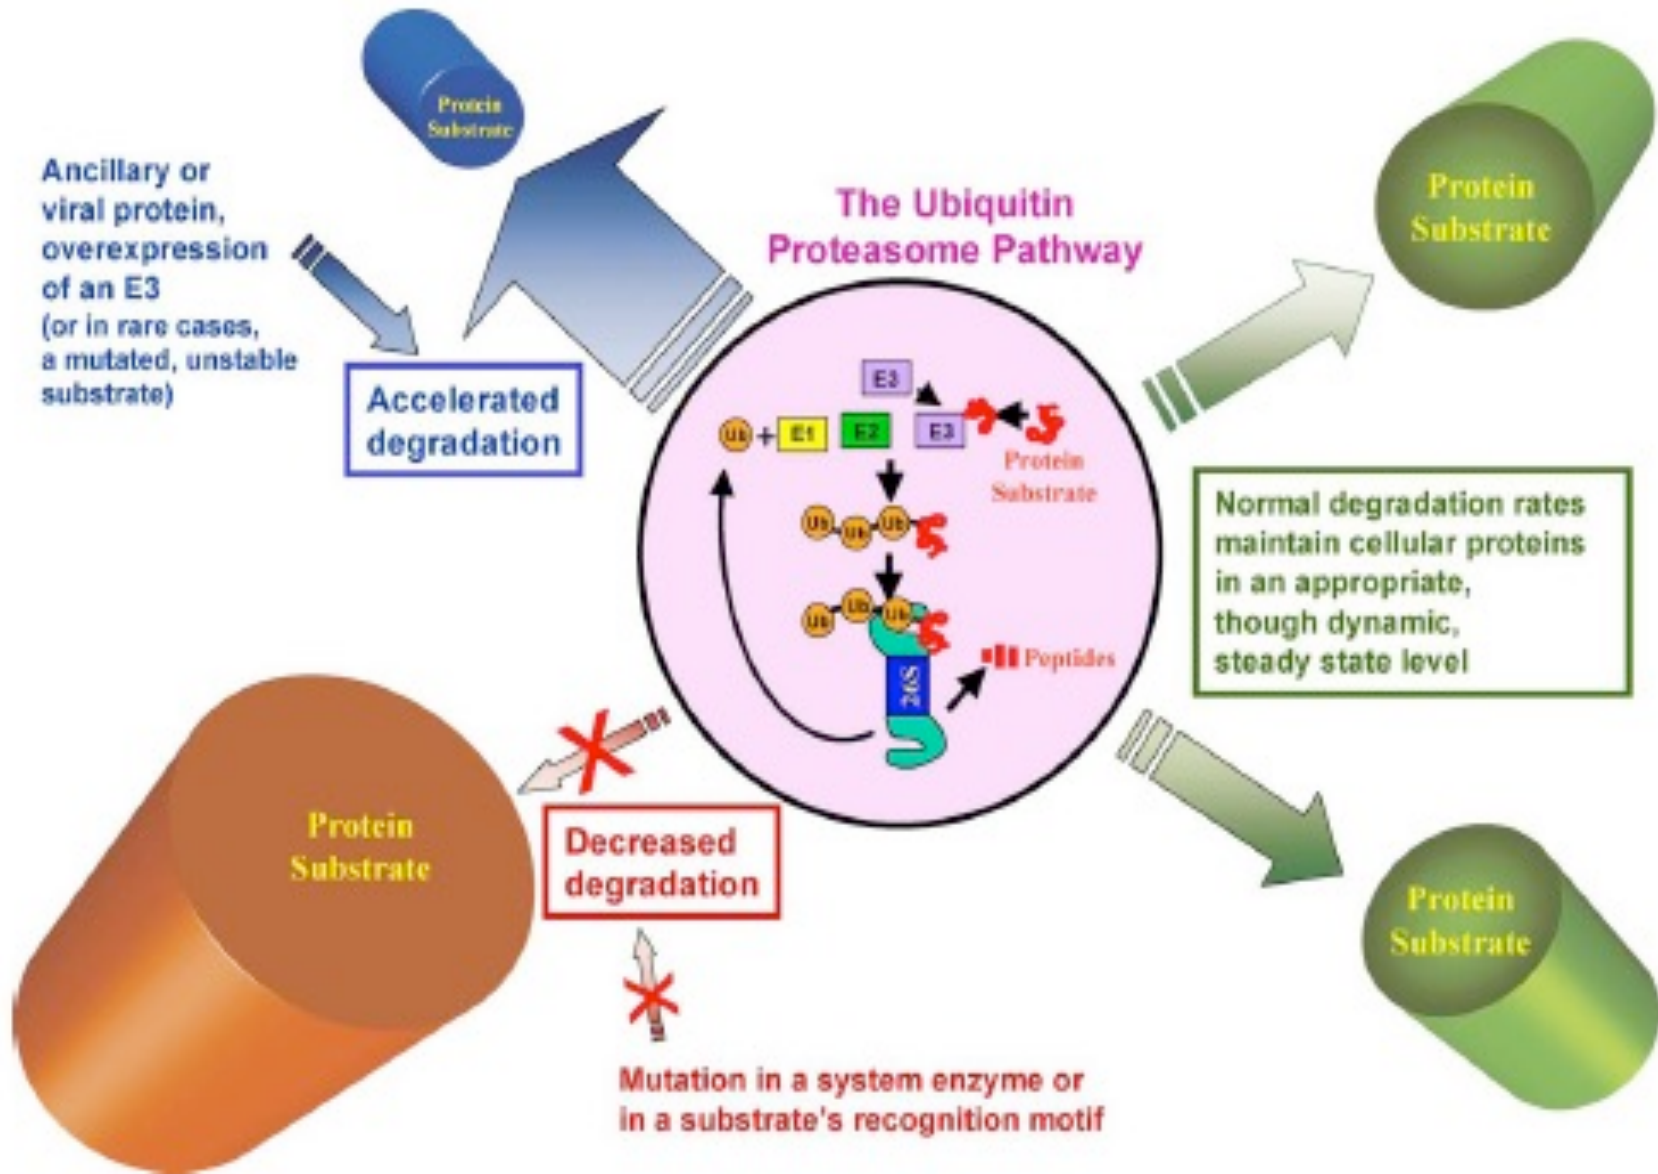 Protein
Substrate
Ancillary or
viral protein,
overexpression
of an E3
(or in rare cases,
a mutated, unstable
substrate)
Accelerated
degradation
The Ubiquitin
Proteasome Pathway
Protein
Substrate
E3
Ub + E1 E2 E3
Protein
Substrate
Ub Ub Ub
Ub Ub Ub
Peptides
26S
Normal degradation rates
maintain cellular proteins
in an appropriate,
though dynamic,
steady state level
Protein
Substrate
Decreased
degradation
Protein
Substrate
Mutation in a system enzyme or
in a substrate's recognition motif